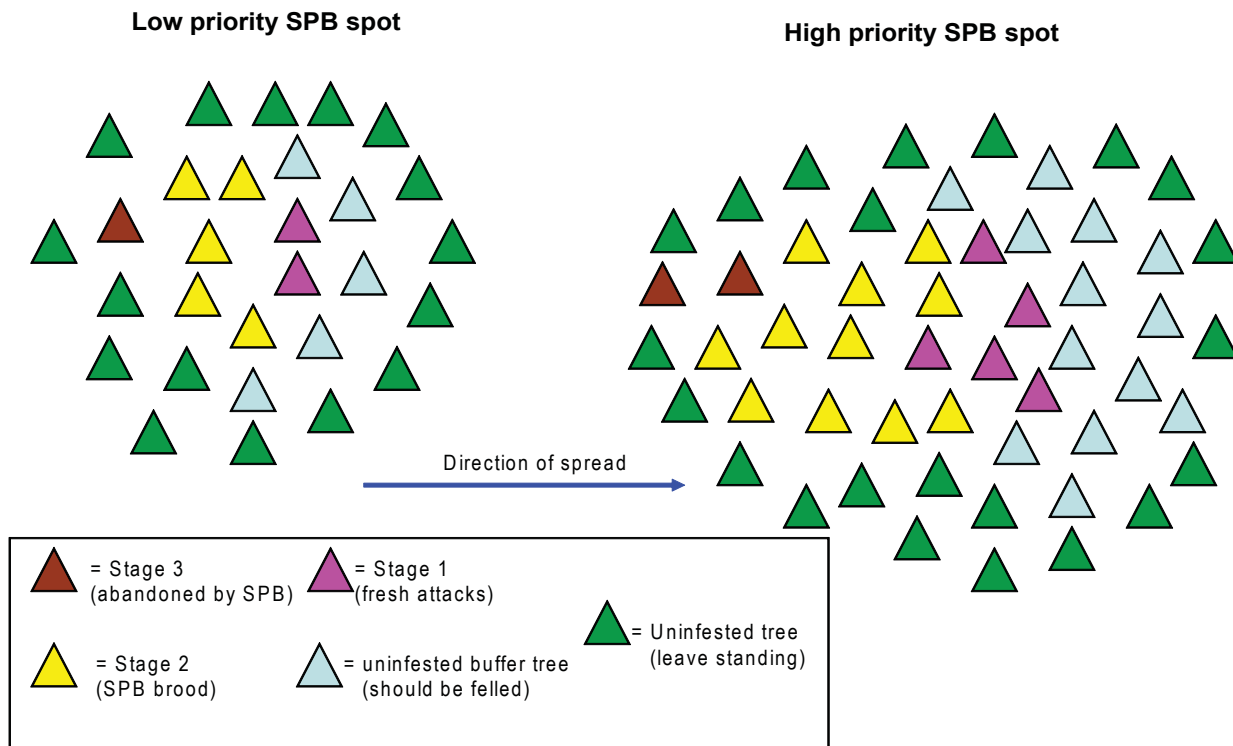 Low priority SPB spot
High priority SPB spot
Direction of spread
= Stage 3
(abandoned by SPB)
= Stage 1
(fresh attacks)
= Uninfested tree
(leave standing)
= Stage 2
(SPB brood)
= uninfested buffer tree
(should be felled)